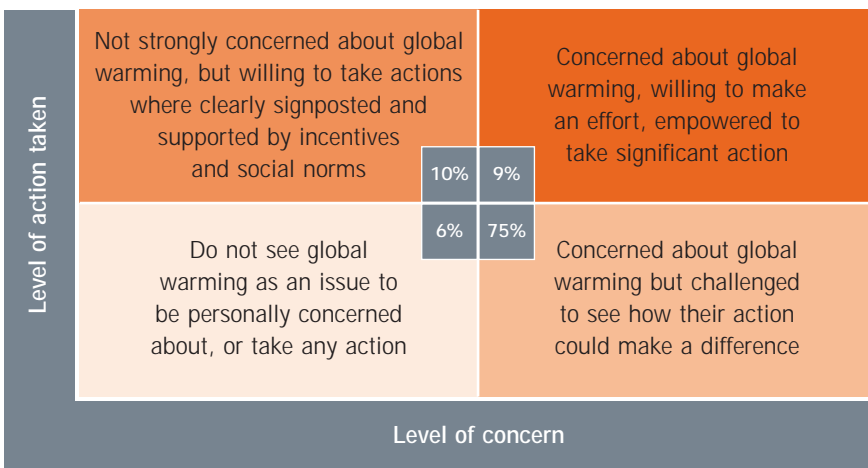 Level of action taken
Not strongly concerned about global
warming, but willing to take actions
where clearly signposted and
supported by incentives
and social norms
Concerned about global
warming, willing to make
an effort, empowered to
take significant action
10%
9%
6%
75%
Do not see global
warming as an issue to
be personally concerned
about, or take any action
Concerned about global
warming but challenged
to see how their action
could make a difference
Level of concern